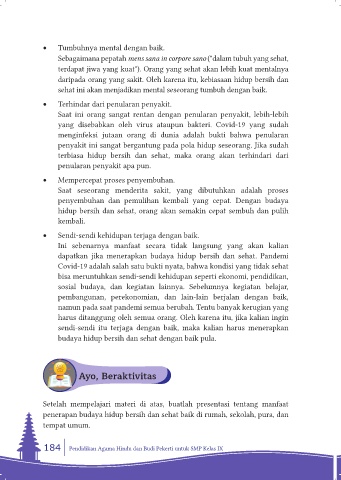 • Tumbuhnya mental dengan baik.
Sebagaimana pepatah mens sana in corpore sano ("dalam tubuh yang sehat,
terdapat jiwa yang kuat"). Orang yang sehat akan lebih kuat mentalnya
daripada orang yang sakit. Oleh karena itu, kebiasaan hidup bersih dan
sehat ini akan menjadikan mental seseorang tumbuh dengan baik.
• Terhindar dari penularan penyakit.
Saat ini orang sangat rentan dengan penularan penyakit, lebih-lebih
yang disebabkan oleh virus ataupun bakteri. Covid-19 yang sudah
menginfeksi jutaan orang di dunia adalah bukti bahwa penularan
penyakit ini sangat bergantung pada pola hidup seseorang. Jika sudah
terbiasa hidup bersih dan sehat, maka orang akan terhindari dari
penularan penyakit apa pun.
• Mempercepat proses penyembuhan.
Saat seseorang menderita sakit, yang dibutuhkan adalah proses
penyembuhan dan pemulihan kembali yang cepat. Dengan budaya
hidup bersih dan sehat, orang akan semakin cepat sembuh dan pulih
kembali.
• Sendi-sendi kehidupan terjaga dengan baik.
Ini sebenarnya manfaat secara tidak langsung yang akan kalian
dapatkan jika menerapkan budaya hidup bersih dan sehat. Pandemi
Covid-19 adalah salah satu bukti nyata, bahwa kondisi yang tidak sehat
bisa meruntuhkan sendi-sendi kehidupan seperti ekonomi, pendidikan,
sosial budaya, dan kegiatan lainnya. Sebelumnya kegiatan belajar,
pembangunan, perekonomian, dan lain-lain berjalan dengan baik,
namun pada saat pandemi semua berubah. Tentu banyak kerugian yang
harus ditanggung oleh semua orang. Oleh karena itu, jika kalian ingin
sendi-sendi itu terjaga dengan baik, maka kalian harus menerapkan
budaya hidup bersih dan sehat dengan baik pula.
Ayo, Beraktivitas
Setelah mempelajari materi di atas, buatlah presentasi tentang manfaat
penerapan budaya hidup bersih dan sehat baik di rumah, sekolah, pura, dan
tempat umum.
184 Pendidikan Agama Hindu dan Budi Pekerti untuk SMP Kelas IX